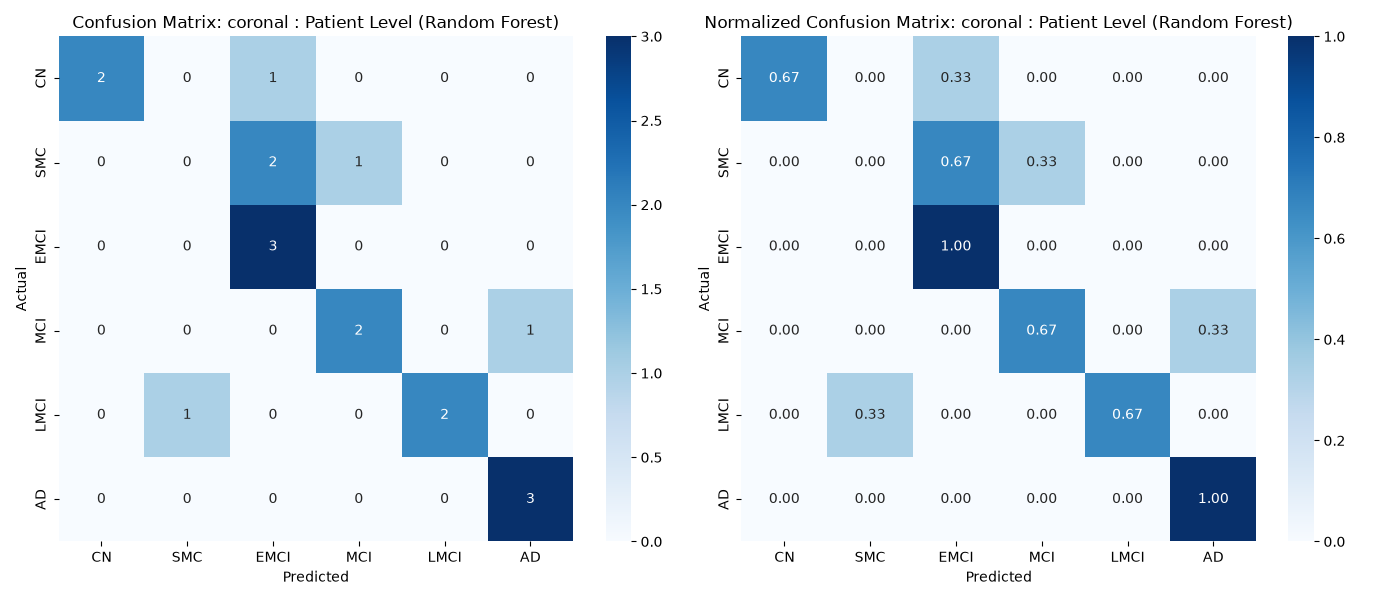 Confusion Matrix: coronal : Patient Level (Random Forest)
CN 2 0 1 0 0 0
SMC 0 0 2 1 0 0
EMCI 0 0 3 0 0 0
MCI 0 0 0 2 0 1
LMCI 0 1 0 0 2 0
AD 0 0 0 0 0 3
CN SMC EMCI MCI LMCI AD
Predicted
Actual
3.0
2.5
2.0
1.5
1.0
0.5
0.0
Normalized Confusion Matrix: coronal : Patient Level (Random Forest)
CN 0.67 0.00 0.33 0.00 0.00 0.00
SMC 0.00 0.00 0.67 0.33 0.00 0.00
EMCI 0.00 0.00 1.00 0.00 0.00 0.00
MCI 0.00 0.00 0.00 0.67 0.00 0.33
LMCI 0.00 0.33 0.00 0.00 0.67 0.00
AD 0.00 0.00 0.00 0.00 0.00 1.00
CN SMC EMCI MCI LMCI AD
Predicted
Actual
1.0
0.8
0.6
0.4
0.2
0.0